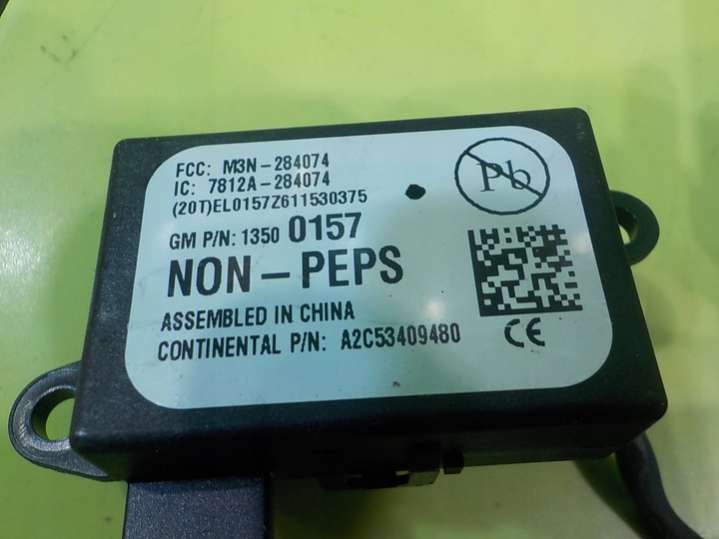 FCC: M3N-284074
IC: 7812A-284074
(20T)EL0157Z611530375
GM P/N: 1350 0157
NON-PEPS
ASSEMBLED IN CHINA
CONTINENTAL P/N: A2C53409480
Pb
CE